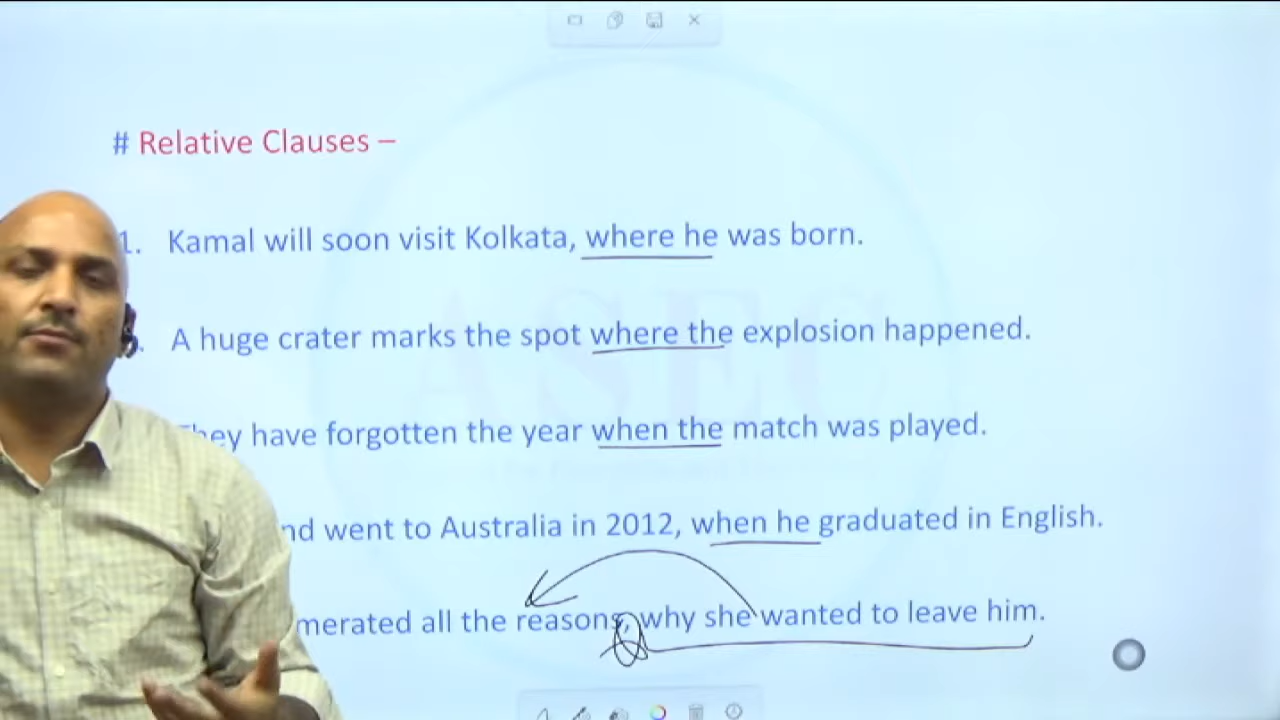 # Relative Clauses –
1. Kamal will soon visit Kolkata, where he was born.
A huge crater marks the spot where the explosion happened.
hey have forgotten the year when the match was played.
nd went to Australia in 2012, when he graduated in English.
merated all the reasons, why she wanted to leave him.
ASEC